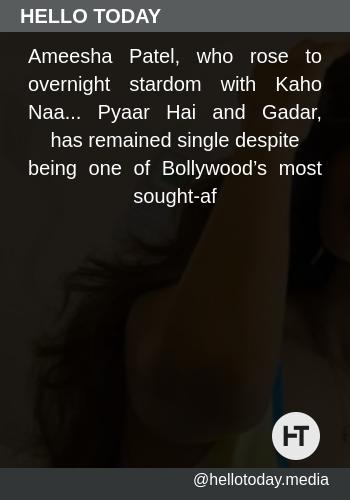 HELLO TODAY
Ameesha Patel, who rose to
overnight stardom with Kaho
Naa... Pyaar Hai and Gadar,
has remained single despite
being one of Bollywood's most
sought-af
HT
@hellotoday.media